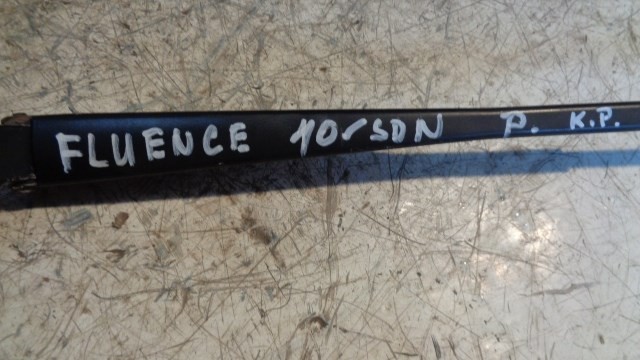 FLUENCE 10- SDN P. K.P.